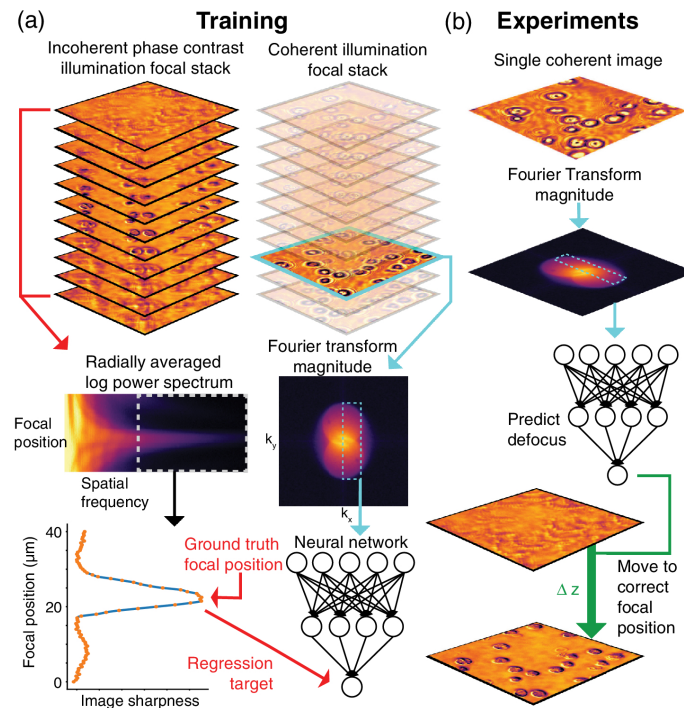 (a)
Training
Incoherent phase contrast
illumination focal stack
Coherent illumination
focal stack
Radially averaged
log power spectrum
Focal
position
Spatial
frequency
Fourier transform
magnitude
k_y
k_x
Focal position (μm)
40
20
0
Image sharpness
Ground truth
focal position
Regression
target
Neural network
(b)
Experiments
Single coherent image
Fourier Transform
magnitude
Predict
defocus
Δ z
Move to
correct
focal
position